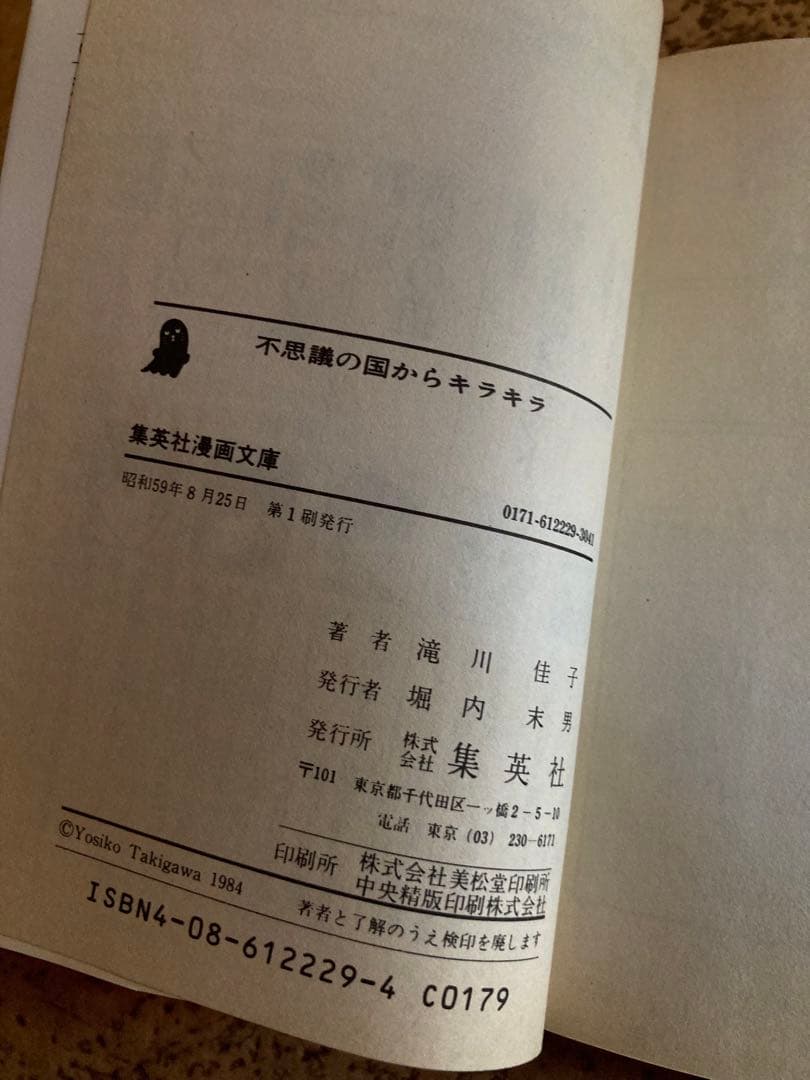 不思議の国からキラキラ
集英社漫画文庫
昭和59年8月25日 第1刷発行
0171-612229-3041
著者 滝川佳子
発行者 堀内末男
発行所 株式会社 集英社
〒101 東京都千代田区一ッ橋2-5-10
電話 東京(03)230-6171
印刷所 株式会社美松堂印刷所
中央精版印刷株式会社
©Yosiko Takigawa 1984
著者と了解のうえ検印を廃します
ISBN4-08-612229-4 C0179